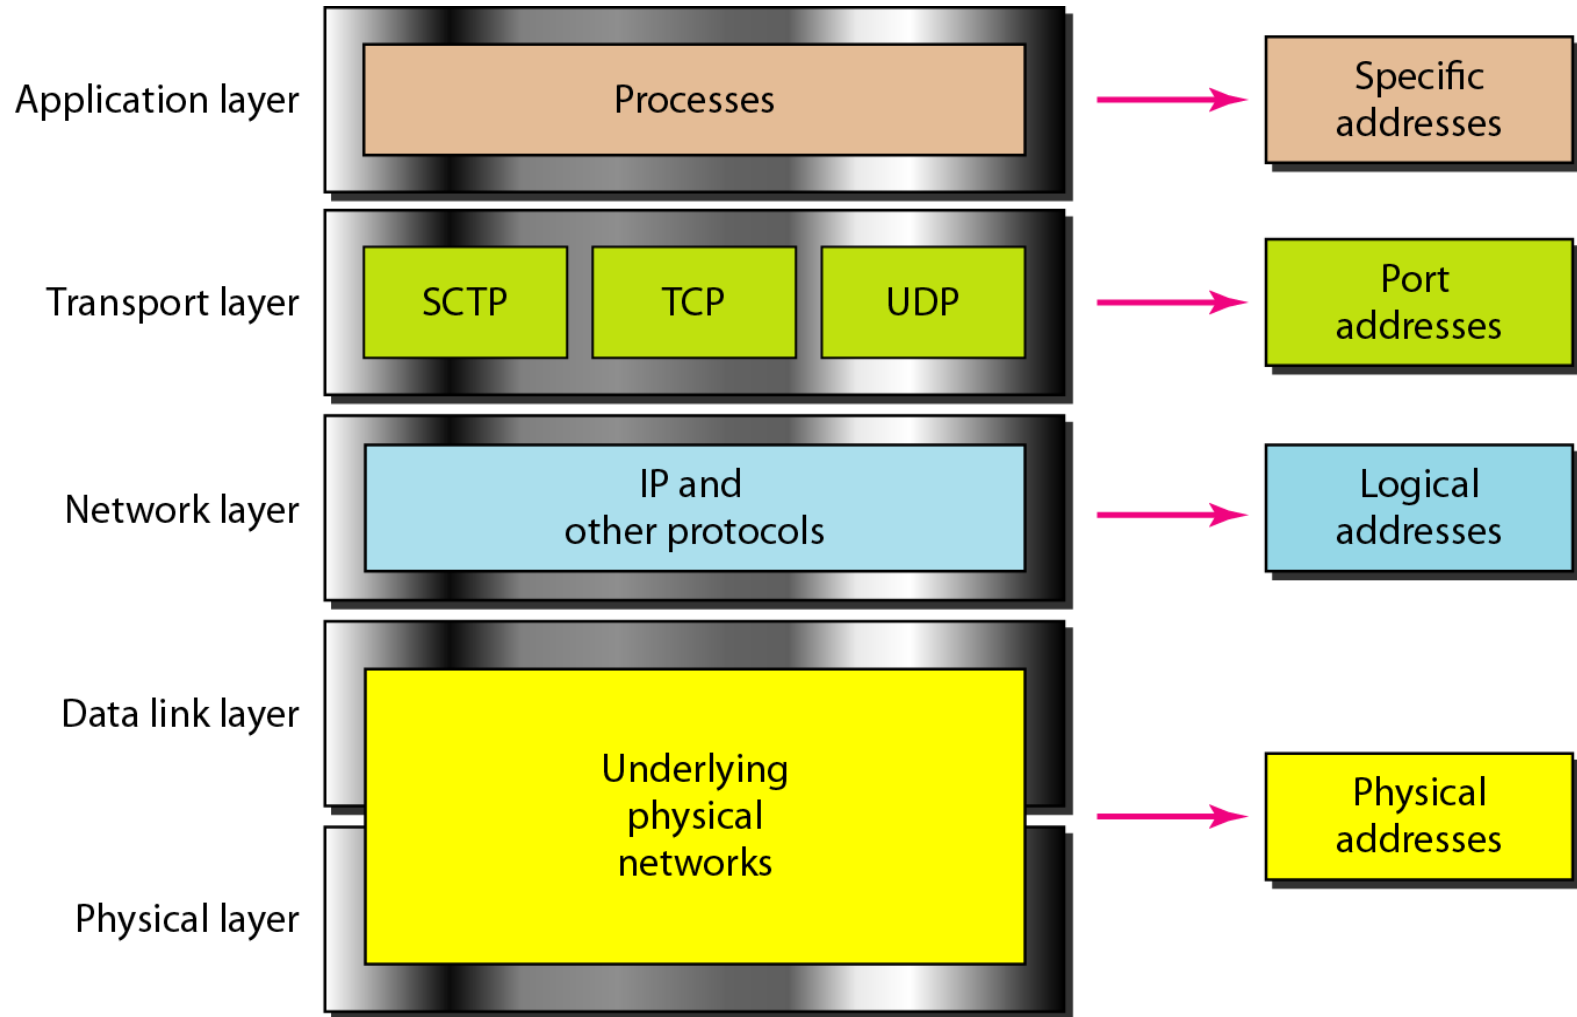 Application layer
Processes
Specific
addresses
Transport layer
SCTP
TCP
UDP
Port
addresses
Network layer
IP and
other protocols
Logical
addresses
Data link layer
Underlying
physical
networks
Physical
addresses
Physical layer